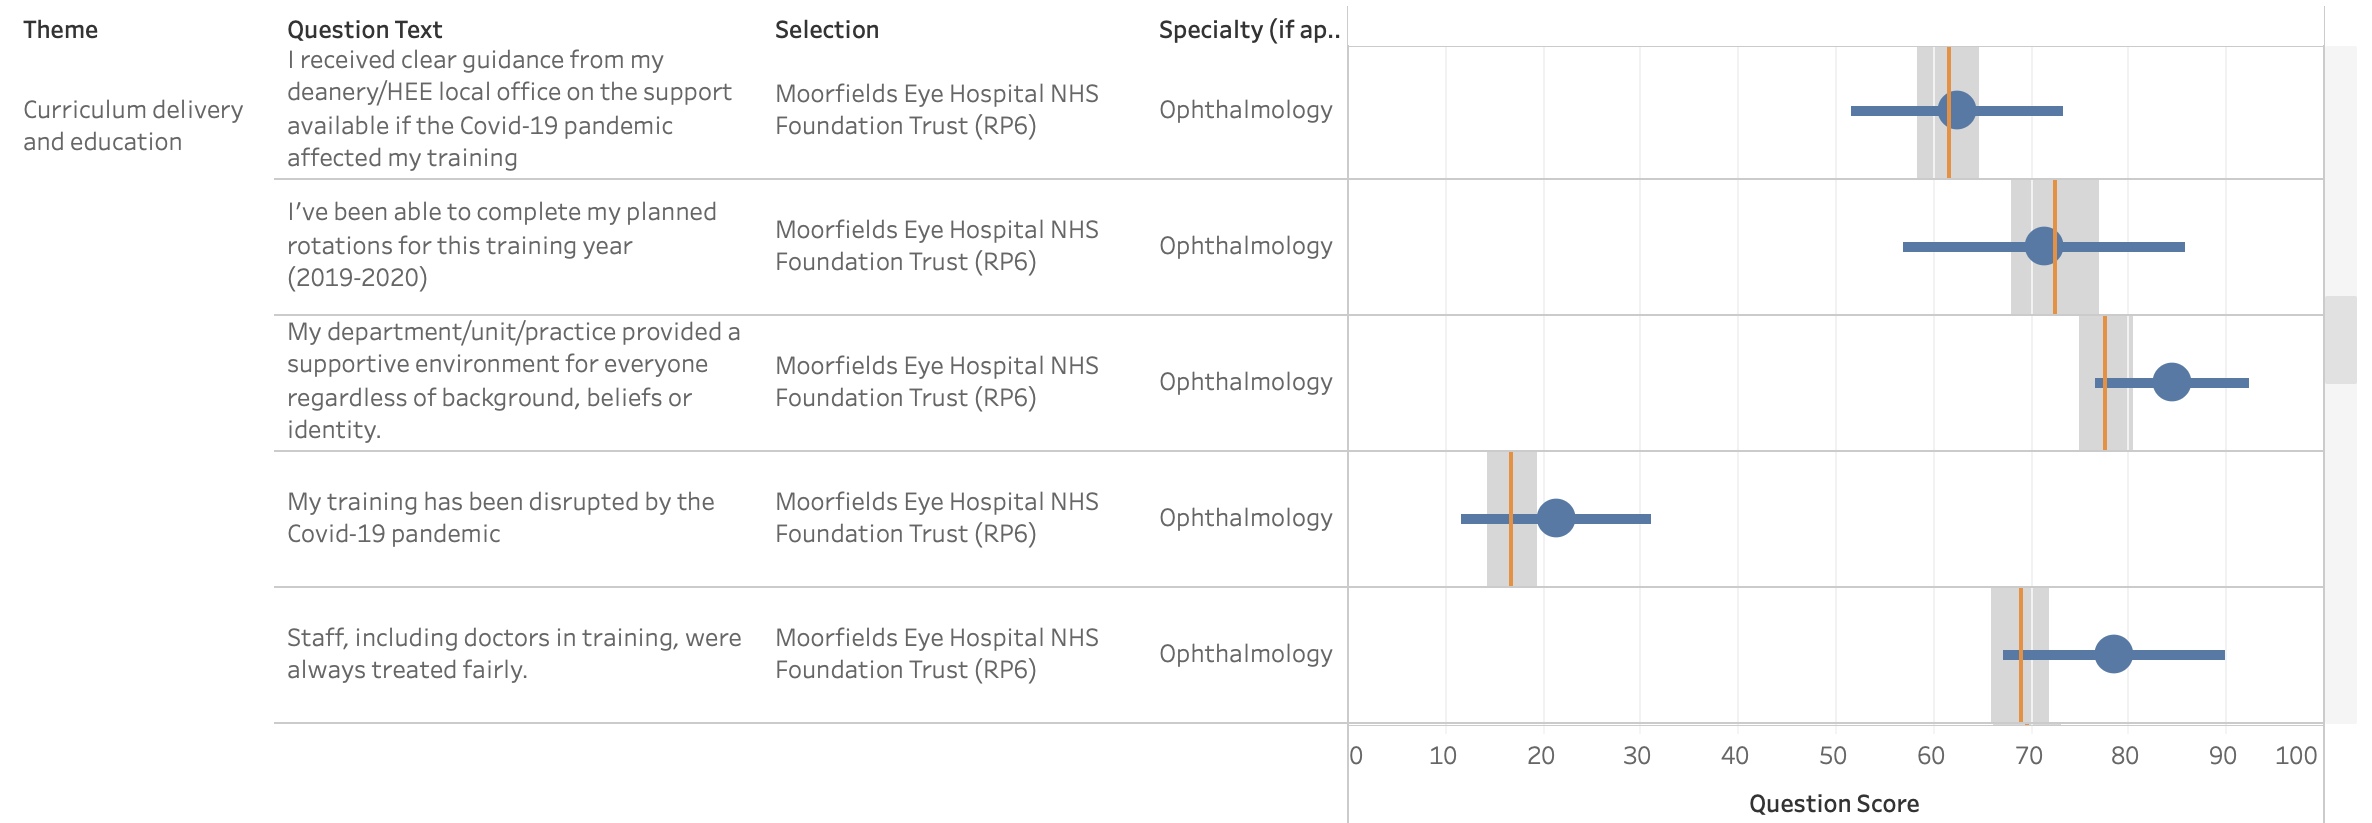 Theme
Question Text
Selection
Specialty (if ap..
Curriculum delivery
and education
I received clear guidance from my
deanery/HEE local office on the support
available if the Covid-19 pandemic
affected my training
Moorfields Eye Hospital NHS
Foundation Trust (RP6)
Ophthalmology
I've been able to complete my planned
rotations for this training year
(2019-2020)
Moorfields Eye Hospital NHS
Foundation Trust (RP6)
Ophthalmology
My department/unit/practice provided a
supportive environment for everyone
regardless of background, beliefs or
identity.
Moorfields Eye Hospital NHS
Foundation Trust (RP6)
Ophthalmology
My training has been disrupted by the
Covid-19 pandemic
Moorfields Eye Hospital NHS
Foundation Trust (RP6)
Ophthalmology
Staff, including doctors in training, were
always treated fairly.
Moorfields Eye Hospital NHS
Foundation Trust (RP6)
Ophthalmology
0 10 20 30 40 50 60 70 80 90 100
Question Score